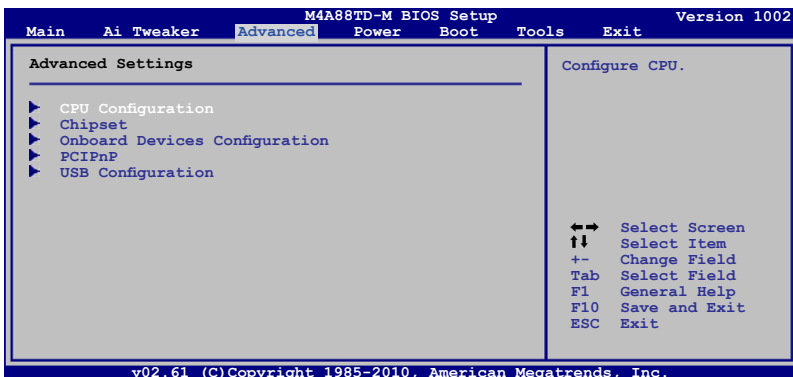 M4A88TD-M BIOS Setup Version 1002
Main Ai Tweaker Advanced Power Boot Tools Exit
Advanced Settings
CPU Configuration
Chipset
Onboard Devices Configuration
PCIPnP
USB Configuration
Configure CPU.
←→ Select Screen
↑↓ Select Item
+- Change Field
Tab Select Field
F1 General Help
F10 Save and Exit
ESC Exit
v02.61 (C)Copyright 1985-2010, American Megatrends, Inc.